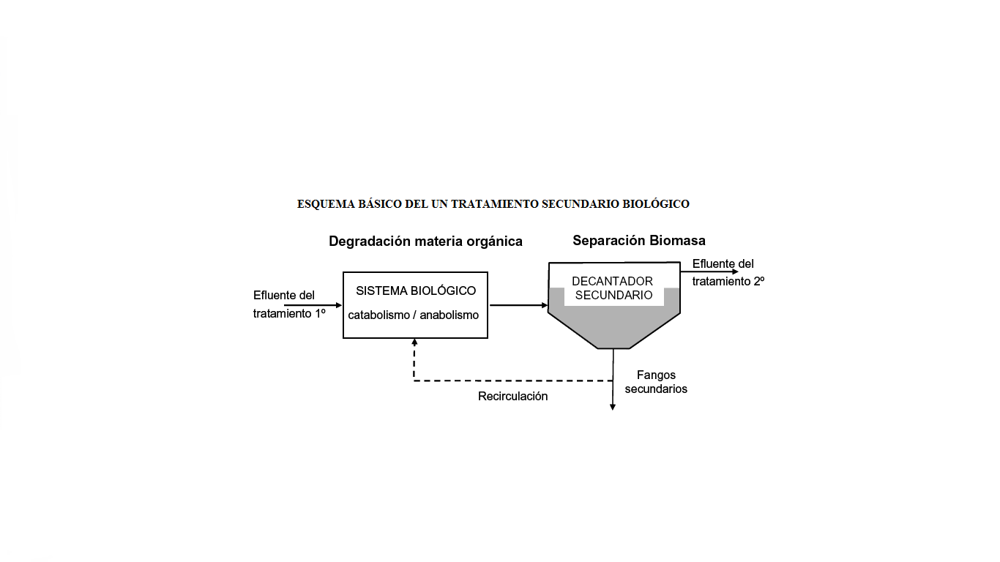 ESQUEMA BÁSICO DEL UN TRATAMIENTO SECUNDARIO BIOLÓGICO
Degradación materia orgánica
Separación Biomasa
Efluente del
tratamiento 1º
SISTEMA BIOLÓGICO
catabolismo / anabolismo
DECANTADOR
SECUNDARIO
Efluente del
tratamiento 2º
Recirculación
Fangos
secundarios